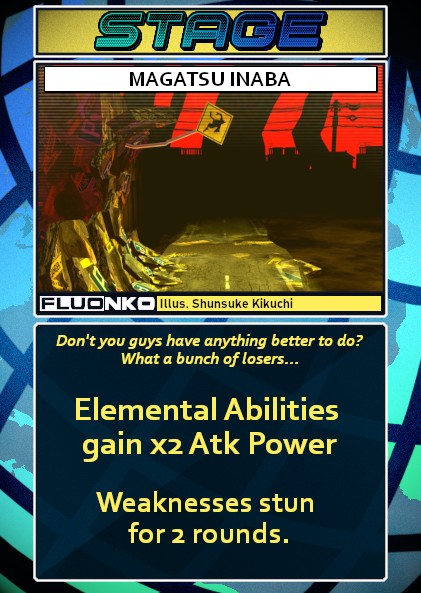 STAGE
MAGATSU INABA
FLUONKO Illus. Shunsuke Kikuchi
Don't you guys have anything better to do?
What a bunch of losers...
Elemental Abilities
gain x2 Atk Power
Weaknesses stun
for 2 rounds.